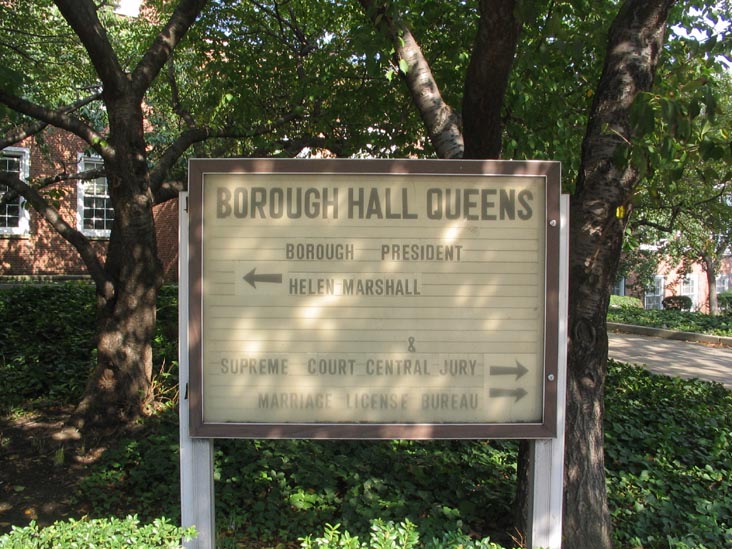 BOROUGH HALL QUEENS
BOROUGH PRESIDENT
← HELEN MARSHALL
&
SUPREME COURT CENTRAL JURY →
MARRIAGE LICENSE BUREAU →